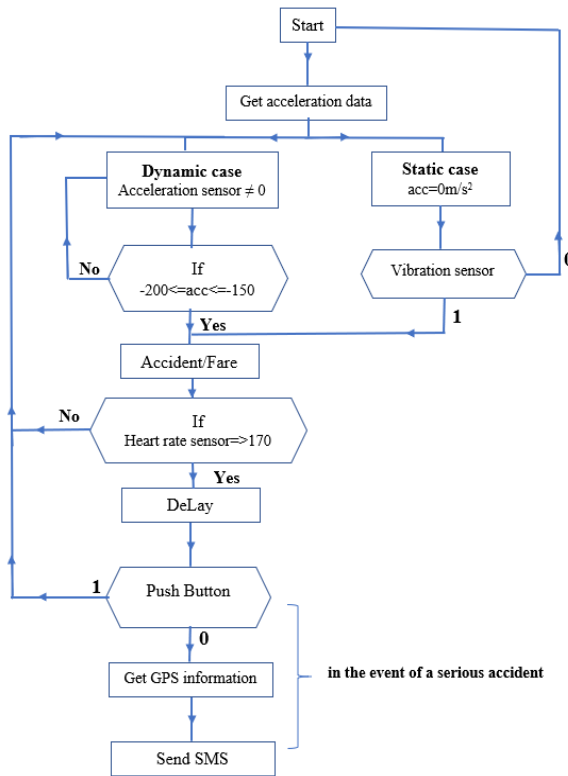 Start
Get acceleration data
Dynamic case
Acceleration sensor ≠ 0
Static case
acc=0m/s²
No
If
-200<=acc<=-150
Vibration sensor
0
Yes
1
Accident/Fare
No
If
Heart rate sensor=>170
Yes
DeLay
1
Push Button
0
Get GPS information
in the event of a serious accident
Send SMS